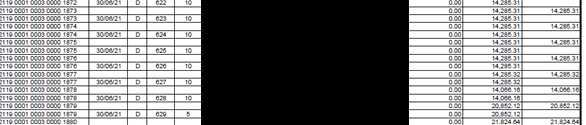 2119 0001 0003 0000 1872 30/06/21 D 622 10 0.00 14,285.31
2119 0001 0003 0000 1873 0.00 14,285.31 14,285.31
2119 0001 0003 0000 1873 30/06/21 D 623 10 0.00 14,285.31
2119 0001 0003 0000 1874 0.00 14,285.31 14,285.31
2119 0001 0003 0000 1874 30/06/21 D 624 10 0.00 14,285.31
2119 0001 0003 0000 1875 0.00 14,285.31 14,285.31
2119 0001 0003 0000 1875 30/06/21 D 625 10 0.00 14,285.31
2119 0001 0003 0000 1876 0.00 14,285.31 14,285.31
2119 0001 0003 0000 1876 30/06/21 D 626 10 0.00 14,285.31
2119 0001 0003 0000 1877 0.00 14,285.32 14,285.32
2119 0001 0003 0000 1877 30/06/21 D 627 10 0.00 14,285.32
2119 0001 0003 0000 1878 0.00 14,066.16 14,066.16
2119 0001 0003 0000 1878 30/06/21 D 628 10 0.00 14,066.16
2119 0001 0003 0000 1879 0.00 20,852.12 20,852.12
2119 0001 0003 0000 1879 30/06/21 D 629 5 0.00 20,852.12
2119 0001 0003 0000 1880 0.00 21,824.64 21,824.64